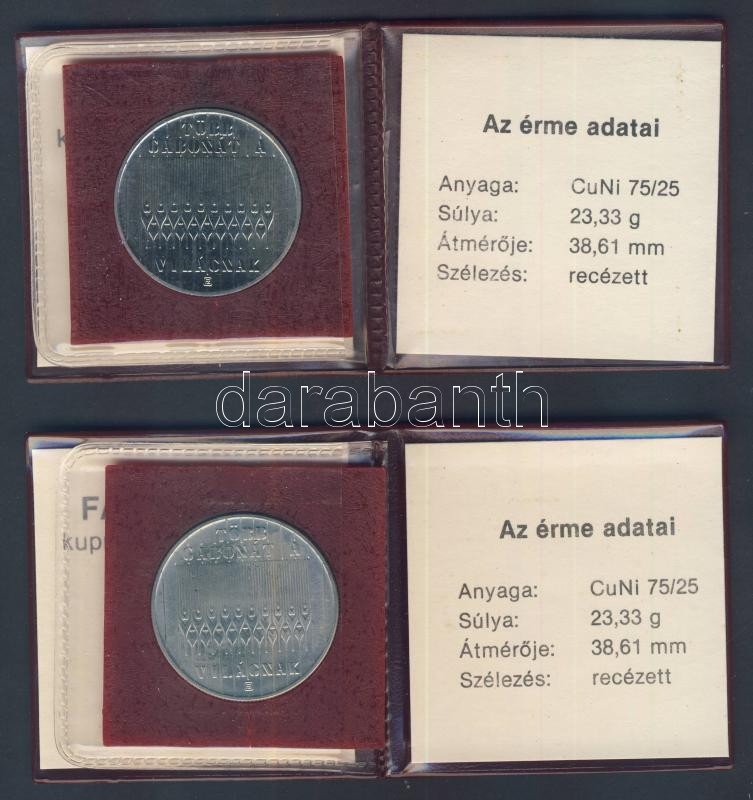 K
TÖBB
GABONÁT A
VILÁGNAK
Az érme adatai
Anyaga: CuNi 75/25
Súlya: 23,33 g
Átmérője: 38,61 mm
Szélezés: recézett
darabanth
FA
kup
TÖBB
GABONÁT A
VILÁGNAK
Az érme adatai
Anyaga: CuNi 75/25
Súlya: 23,33 g
Átmérője: 38,61 mm
Szélezés: recézett